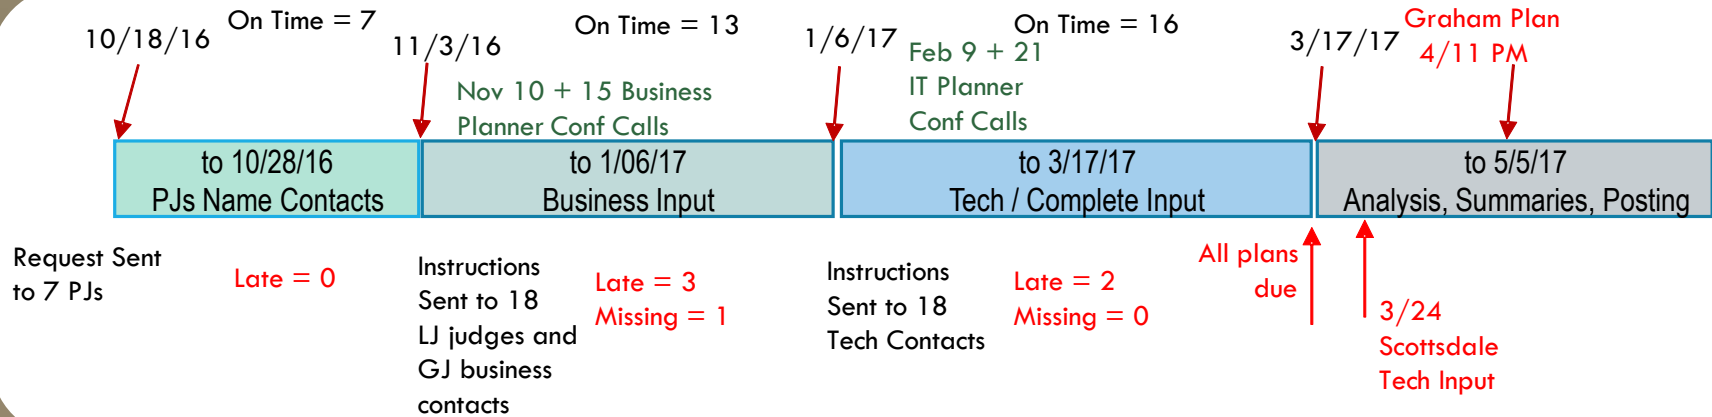 10/18/16
On Time = 7
11/3/16
On Time = 13
1/6/17
On Time = 16
3/17/17
Graham Plan
4/11 PM
Nov 10 + 15 Business
Planner Conf Calls
Feb 9 + 21
IT Planner
Conf Calls
to 10/28/16
PJs Name Contacts
to 1/06/17
Business Input
to 3/17/17
Tech / Complete Input
to 5/5/17
Analysis, Summaries, Posting
Request Sent
to 7 PJs
Late = 0
Instructions
Sent to 18
LJ judges and
GJ business
contacts
Late = 3
Missing = 1
Instructions
Sent to 18
Tech Contacts
Late = 2
Missing = 0
All plans
due
3/24
Scottsdale
Tech Input